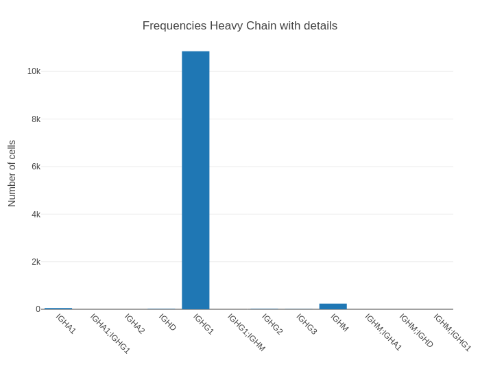 Frequencies Heavy Chain with details
Number of cells
10k
8k
6k
4k
2k
0
IGHA1
IGHA1;IGHG1
IGHA2
IGHD
IGHG1
IGHG1;IGHM
IGHG2
IGHG3
IGHM
IGHM;IGHA1
IGHM;IGHD
IGHM;IGHG1